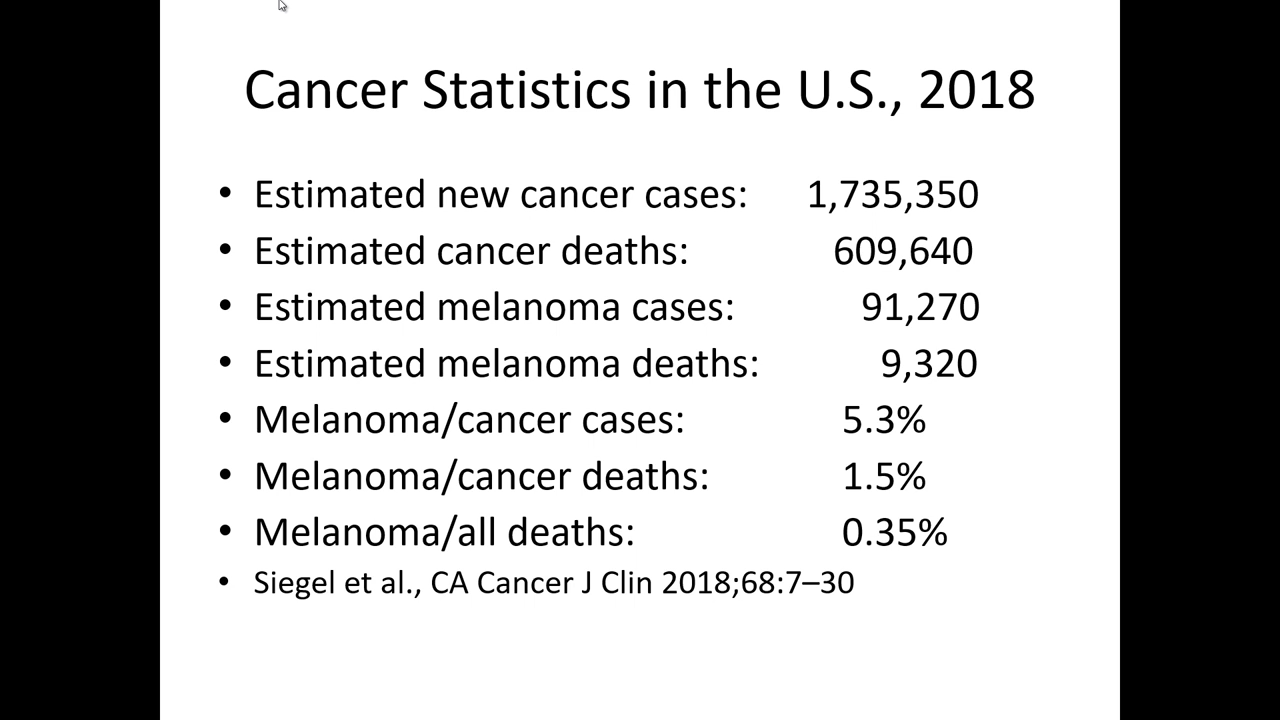 Cancer Statistics in the U.S., 2018
• Estimated new cancer cases: 1,735,350
• Estimated cancer deaths: 609,640
• Estimated melanoma cases: 91,270
• Estimated melanoma deaths: 9,320
• Melanoma/cancer cases: 5.3%
• Melanoma/cancer deaths: 1.5%
• Melanoma/all deaths: 0.35%
• Siegel et al., CA Cancer J Clin 2018;68:7–30